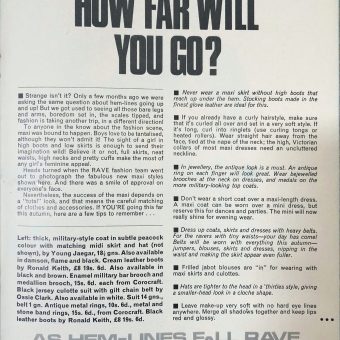 HOW FAR WILL
YOU GO?
■ Strange isn't it? Only a few months ago we were
asking the same question about hem-lines going up
and up! But we got used to seeing all those bare legs
and arms, boredom set in, the scales tipped, and
fashion is taking another trip, in a different direction!
To anyone in the know about the fashion scene,
maxi was bound to happen. Boys love to be tantalised,
although they won't admit it! The sight of a girl in
high boots and low skirts is enough to send their
imagination wild! Believe it or not, full skirts, neat
waists, high necks and pretty cuffs make the most of
any girl's feminine appeal.
Hence the turned RAVE fashion team went
out to photograph the fabulous new maxi styles
shown here. And there was a smile of approval on
everyone's face.
Nevertheless, the success of the maxi depends on
a "total" look, and that means the careful matching
of clothes and accessories. If YOU'RE going this far
this autumn, here are a few tips to remember . . .
Left: thick, military-style coat in subtle peacock
colour with matching midi skirt and hat (not
shown), by Young Jaeger, 18j gns. Also available
in damson, flame and black. Cream leather boots
by Ronald Keith, £8 19s. 6d. Also available in
black and brown. Enamel military bar brooch and
medallion brooch, 15s. 6d. each from Corocraft.
Black jersey culotte suit with gilt chain belt by
Ossie Clark. Also available in white. Suit 14 gns.,
belt 1 gn. Antique metal rings, 10s. 6d., metal and
stone band rings, 15s., from Corocraft. Black
leather boots by Ronald Keith, £8 19s. 6d.
■ Never wear a maxi skirt without high boots that
reach up under the hem. Stocking boots made in the
finest glove leather are ideal for this.
■ If you already have a curly hairstyle, make sure
that it's curled all over and set in a very soft style. If
it's long, curl into ringlets (use curling tongs or
heated rollers). Wear straight hair away from the
face, tied at the nape of the neck; the high, Victorian
collars of most maxi dresses need an uncluttered
neckline.
■ In jewellery, the antique look is a must. An antique
ring on each finger will look great. Wear bejewelled
brooches at the neck on dresses, and medals on the
more military-looking top coats.
■ Don't wear a short coat over a maxi-length dress.
A maxi coat can be worn over a mini dress, but
reserve this for dances and parties. The mini will now
really shine for evening wear.
■ Dress up coats, skirts and dresses with heavy belts.
For the ravers with tiny waists—your day has come!
Belts will be worn with everything this autumn—
jumpers, blouses, skirts and dresses, nipping in the
waist and making the skirt appear even fuller.
■ Frilled jabot blouses are "in" for wearing with
maxi skirts and culottes.
■ Hats are tighter to the head in a 'thirties style, giving
a smaller-head look in a cloche shape.
■ Leave make-up very soft with no hard eye lines
anywhere. Merge all shadows together and keep lips
red and glossy.
...
AS HEM-LINES FALL RAVE